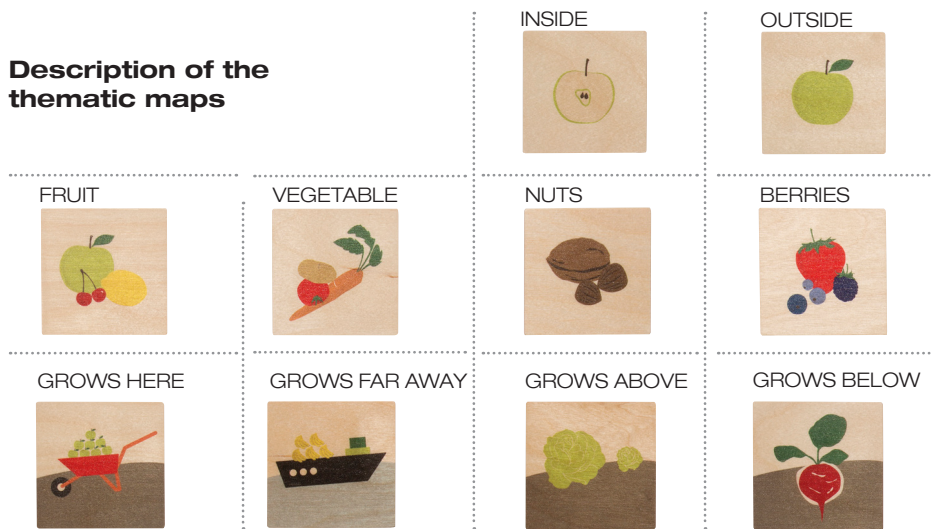 Description of the
thematic maps
INSIDE
OUTSIDE
FRUIT
VEGETABLE
NUTS
BERRIES
GROWS HERE
GROWS FAR AWAY
GROWS ABOVE
GROWS BELOW